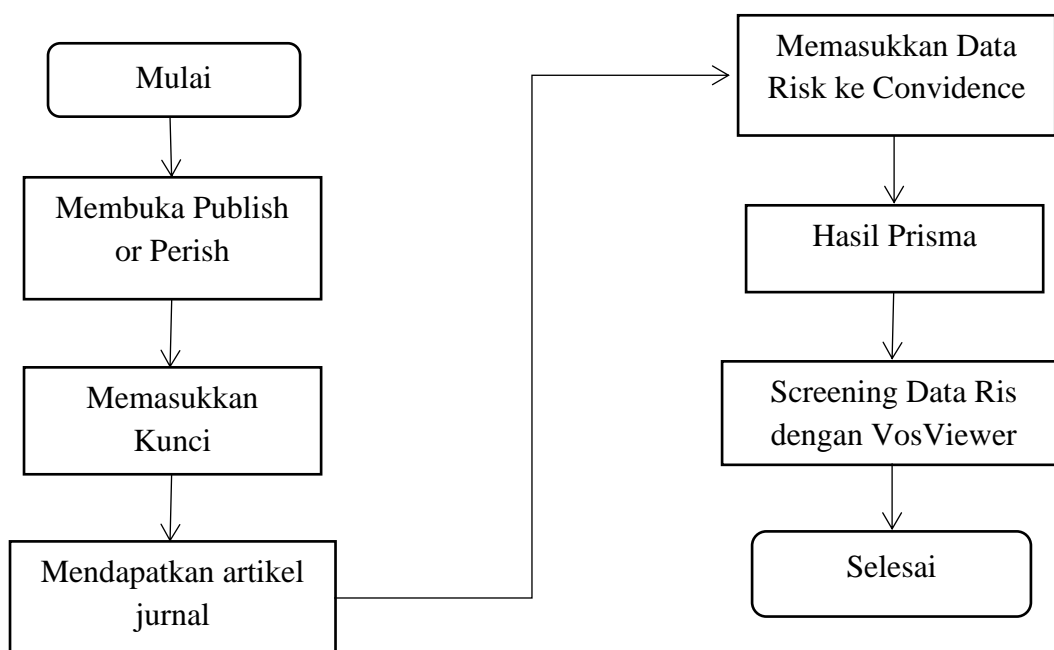 Mulai
Membuka Publish
or Perish
Memasukkan
Kunci
Mendapatkan artikel
jurnal
Memasukkan Data
Risk ke Convidence
Hasil Prisma
Screening Data Ris
dengan VosViewer
Selesai